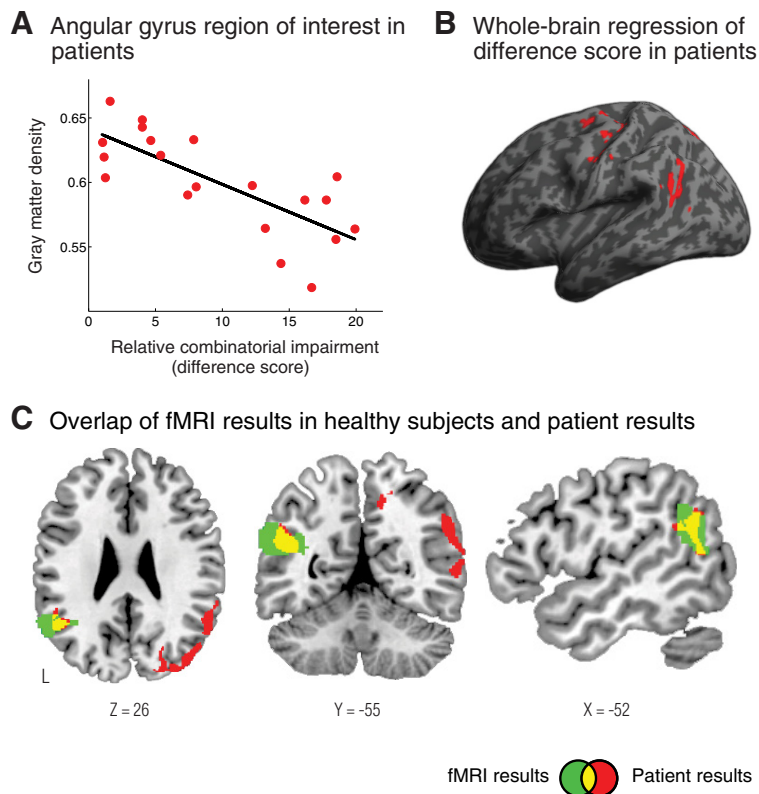 A Angular gyrus region of interest in
patients
B Whole-brain regression of
difference score in patients
Gray matter density
0.65
0.6
0.55
0 5 10 15 20
Relative combinatorial impairment
(difference score)
C Overlap of fMRI results in healthy subjects and patient results
L
Z = 26 Y = -55 X = -52
fMRI results Patient results